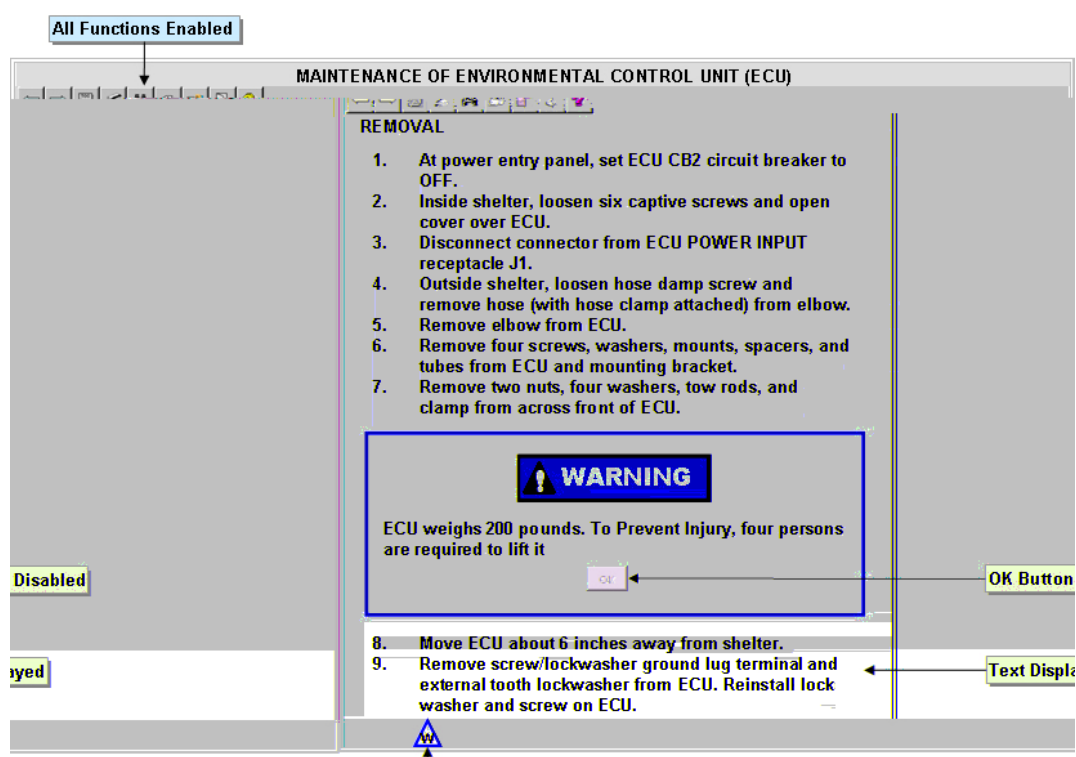 All Functions Enabled
MAINTENANCE OF ENVIRONMENTAL CONTROL UNIT (ECU)
REMOVAL
1. At power entry panel, set ECU CB2 circuit breaker to
OFF.
2. Inside shelter, loosen six captive screws and open
cover over ECU.
3. Disconnect connector from ECU POWER INPUT
receptacle J1.
4. Outside shelter, loosen hose damp screw and
remove hose (with hose clamp attached) from elbow.
5. Remove elbow from ECU.
6. Remove four screws, washers, mounts, spacers, and
tubes from ECU and mounting bracket.
7. Remove two nuts, four washers, tow rods, and
clamp from across front of ECU.
WARNING
ECU weighs 200 pounds. To Prevent Injury, four persons
are required to lift it
OK
Disabled
OK Button
8. Move ECU about 6 inches away from shelter.
9. Remove screw/lockwasher ground lug terminal and
external tooth lockwasher from ECU. Reinstall lock
washer and screw on ECU.
ayed
Text Displa
W